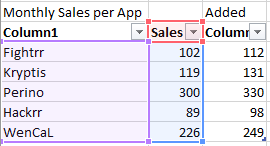 Monthly Sales per App Added
Column1 Sales Colum
Fightrr 102 112
Kryptis 119 131
Perino 300 330
Hackrr 89 98
WenCaL 226 249